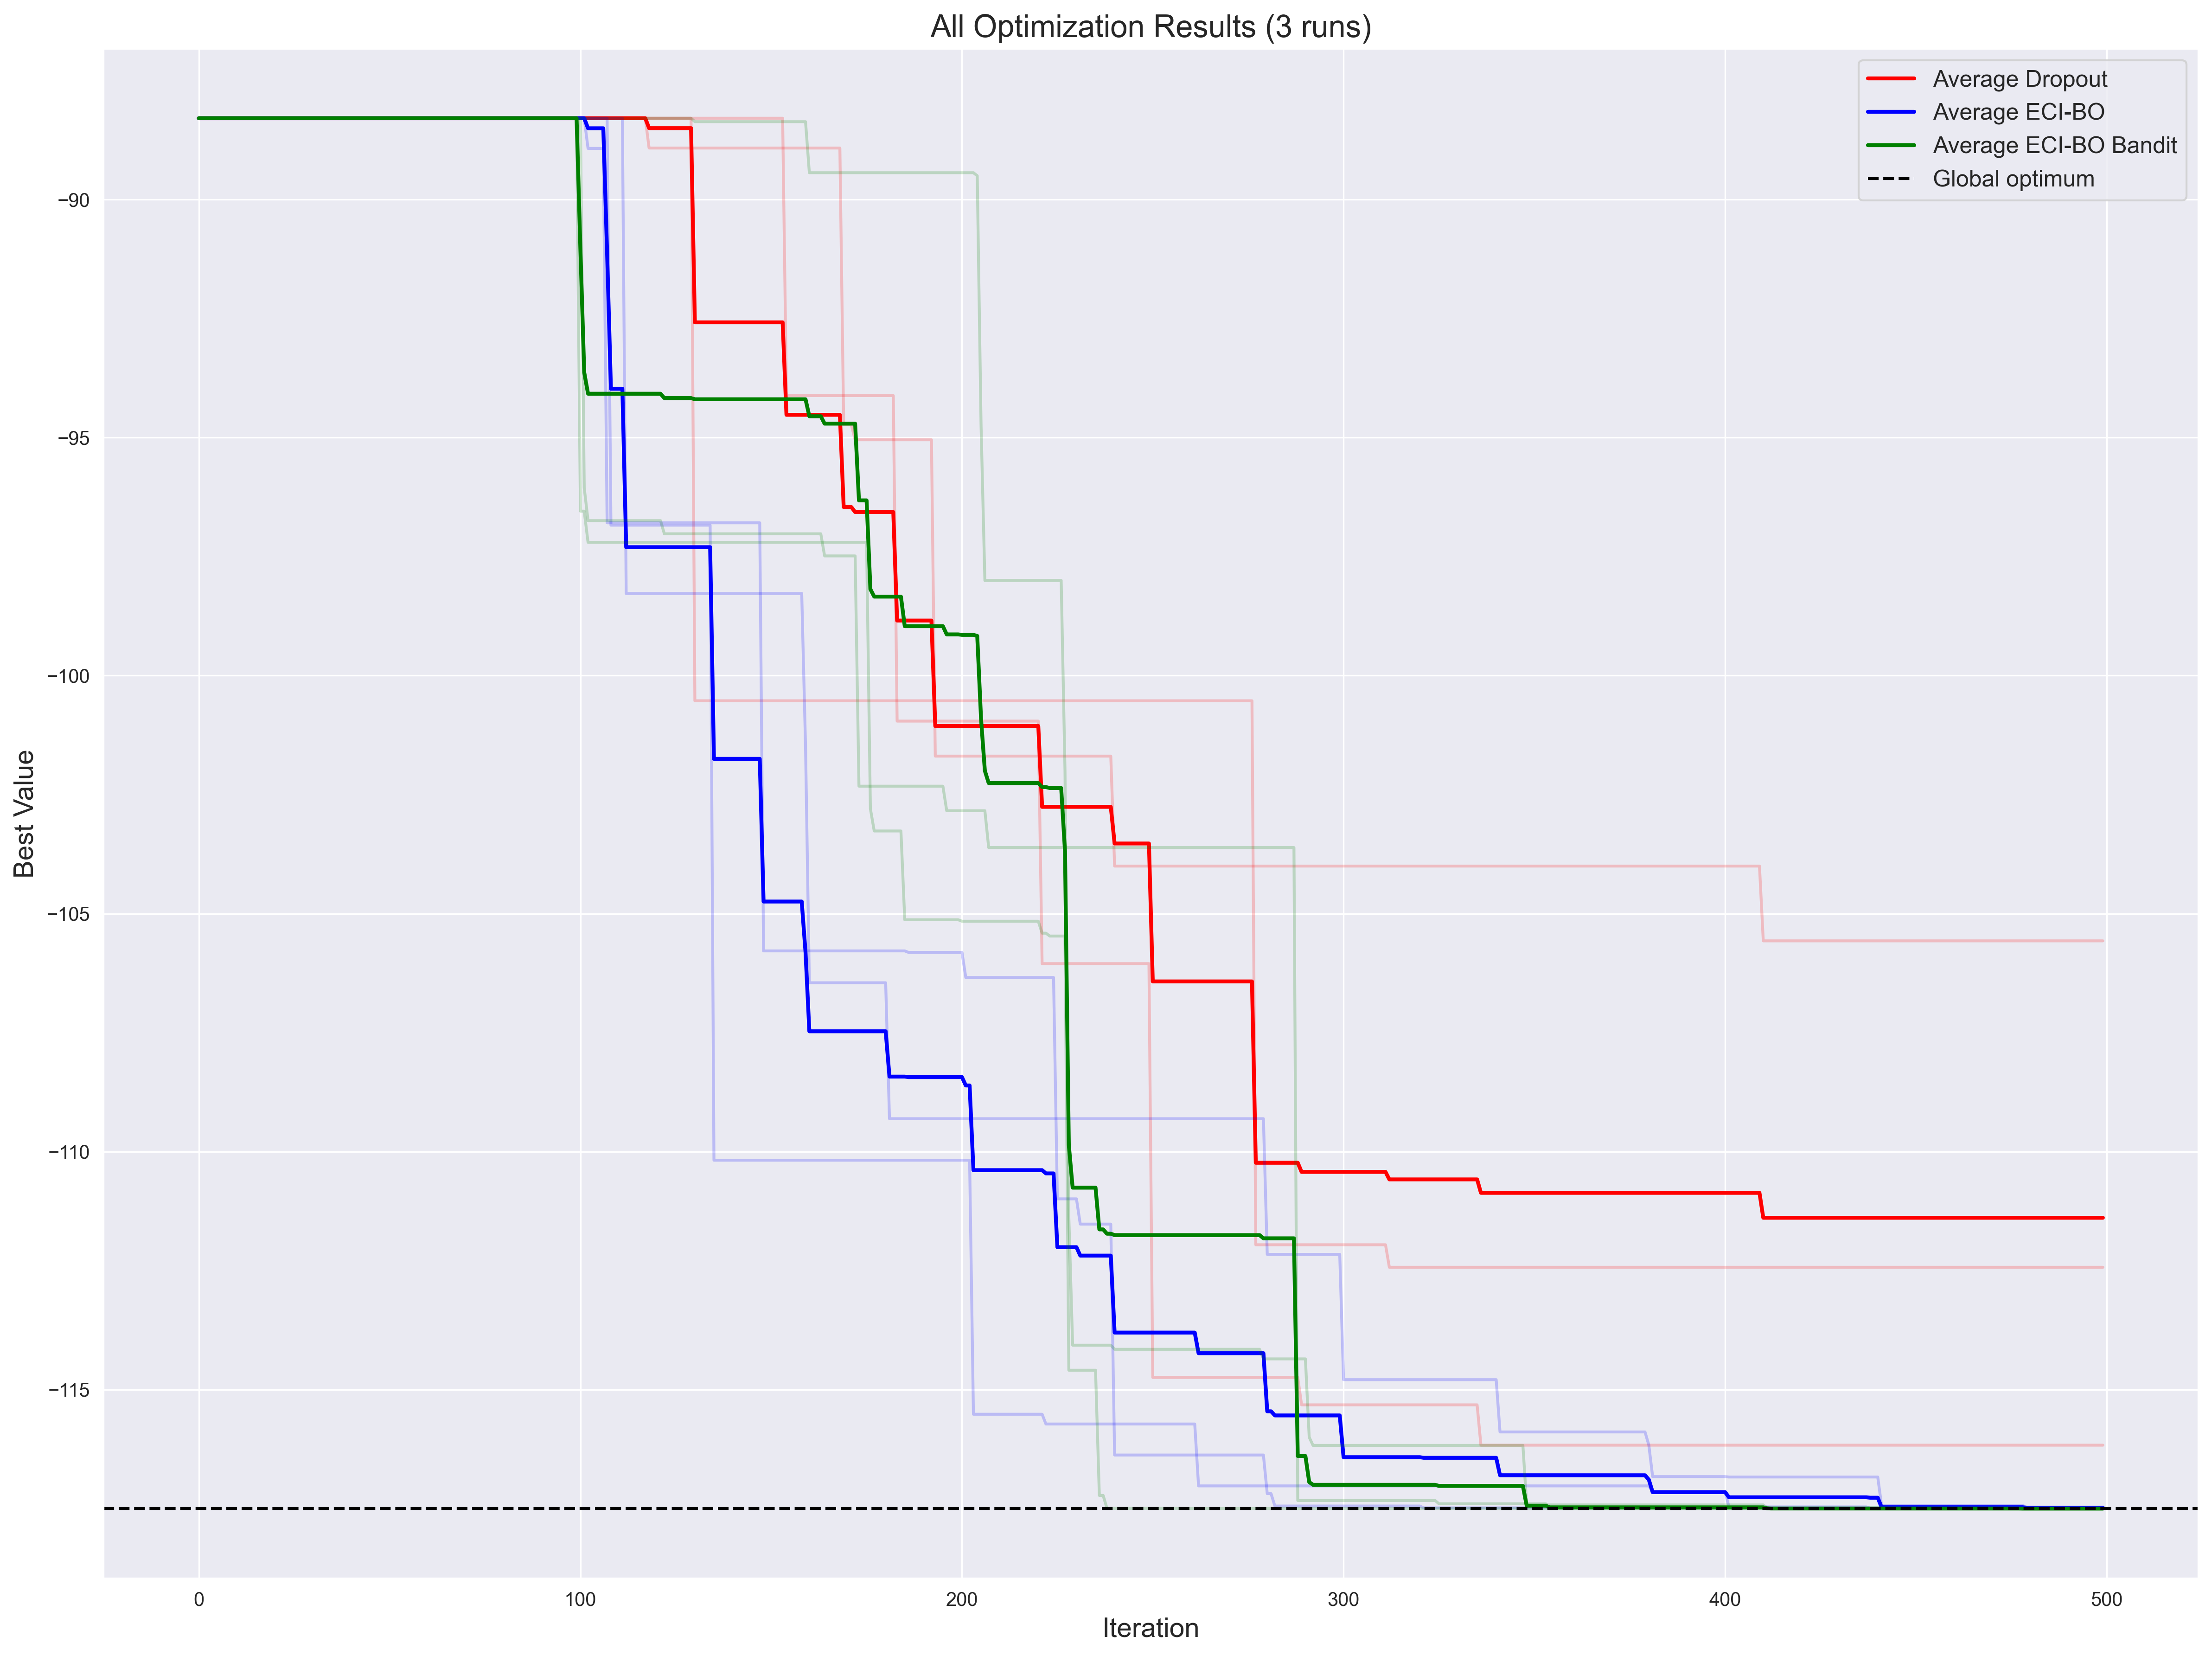 All Optimization Results (3 runs)
Average Dropout
Average ECI-BO
Average ECI-BO Bandit
Global optimum
Best Value
−90
−95
−100
−105
−110
−115
0 100 200 300 400 500
Iteration